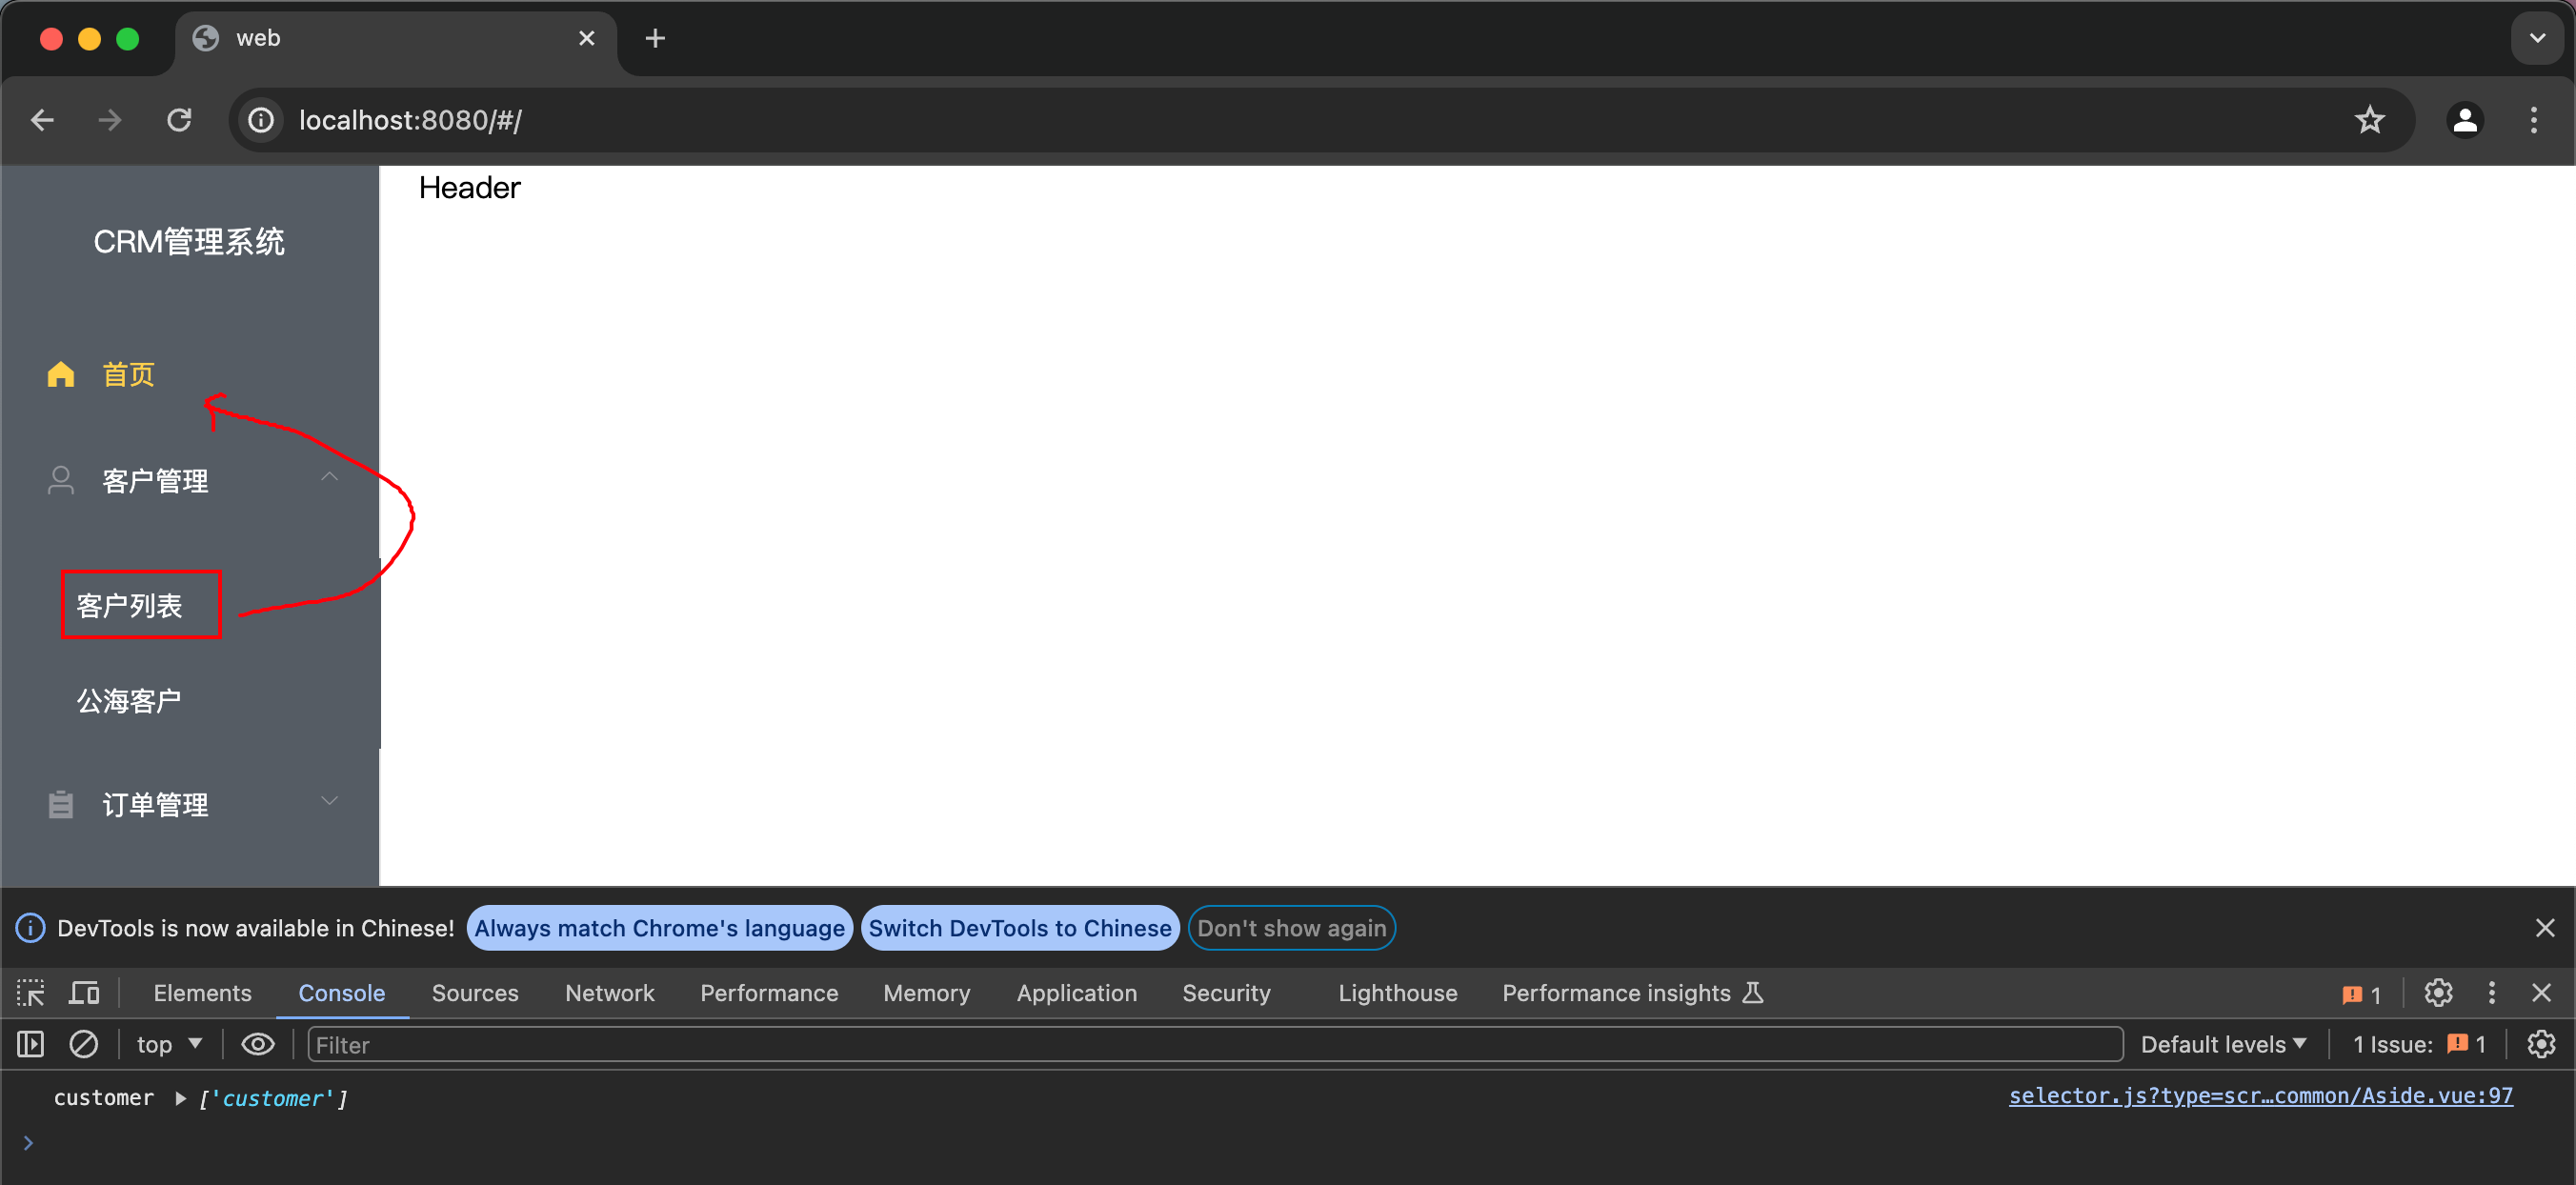 web
localhost:8080/#/
Header
CRM管理系统
首页
客户管理
客户列表
公海客户
订单管理
DevTools is now available in Chinese! Always match Chrome's language Switch DevTools to Chinese Don't show again
Elements Console Sources Network Performance Memory Application Security Lighthouse Performance insights 1
top Filter Default levels 1 Issue: 1
customer ['customer'] selector.js?type=scr…common/Aside.vue:97